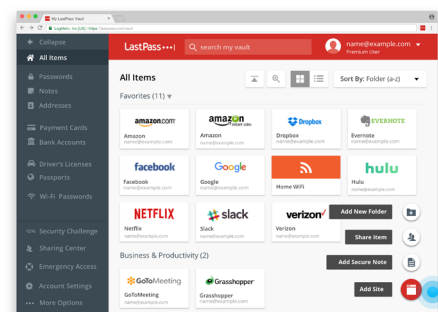 My LastPass Vault
LogMeIn, Inc [US] https://
Collapse
LastPass•••|
search my vault
name@example.com
Premium User
All Items
Passwords
Notes
Addresses
Payment Cards
Bank Accounts
Driver's Licenses
Passports
Wi-Fi Passwords
Security Challenge
Sharing Center
Emergency Access
Account Settings
More Options
All Items
Sort By: Folder (a-z)
Favorites (11)
amazon.com
Amazon
name@example.com
amazon
instant video
Amazon
name@example.com
Dropbox
Dropbox
name@example.com
EVERNOTE
Evernote
name@example.com
facebook
Facebook
name@example.com
Google
Google
name@example.com
Home WiFi
hulu
Hulu
name@example.com
NETFLIX
Netflix
name@example.com
slack
Slack
name@example.com
verizon
Verizon
name@example.com
Add New Folder
Share Item
Business & Productivity (2)
Add Secure Note
GoToMeeting
GoToMeeting
name@example.com
Grasshopper
Grasshopper
name@example.com
Add Site